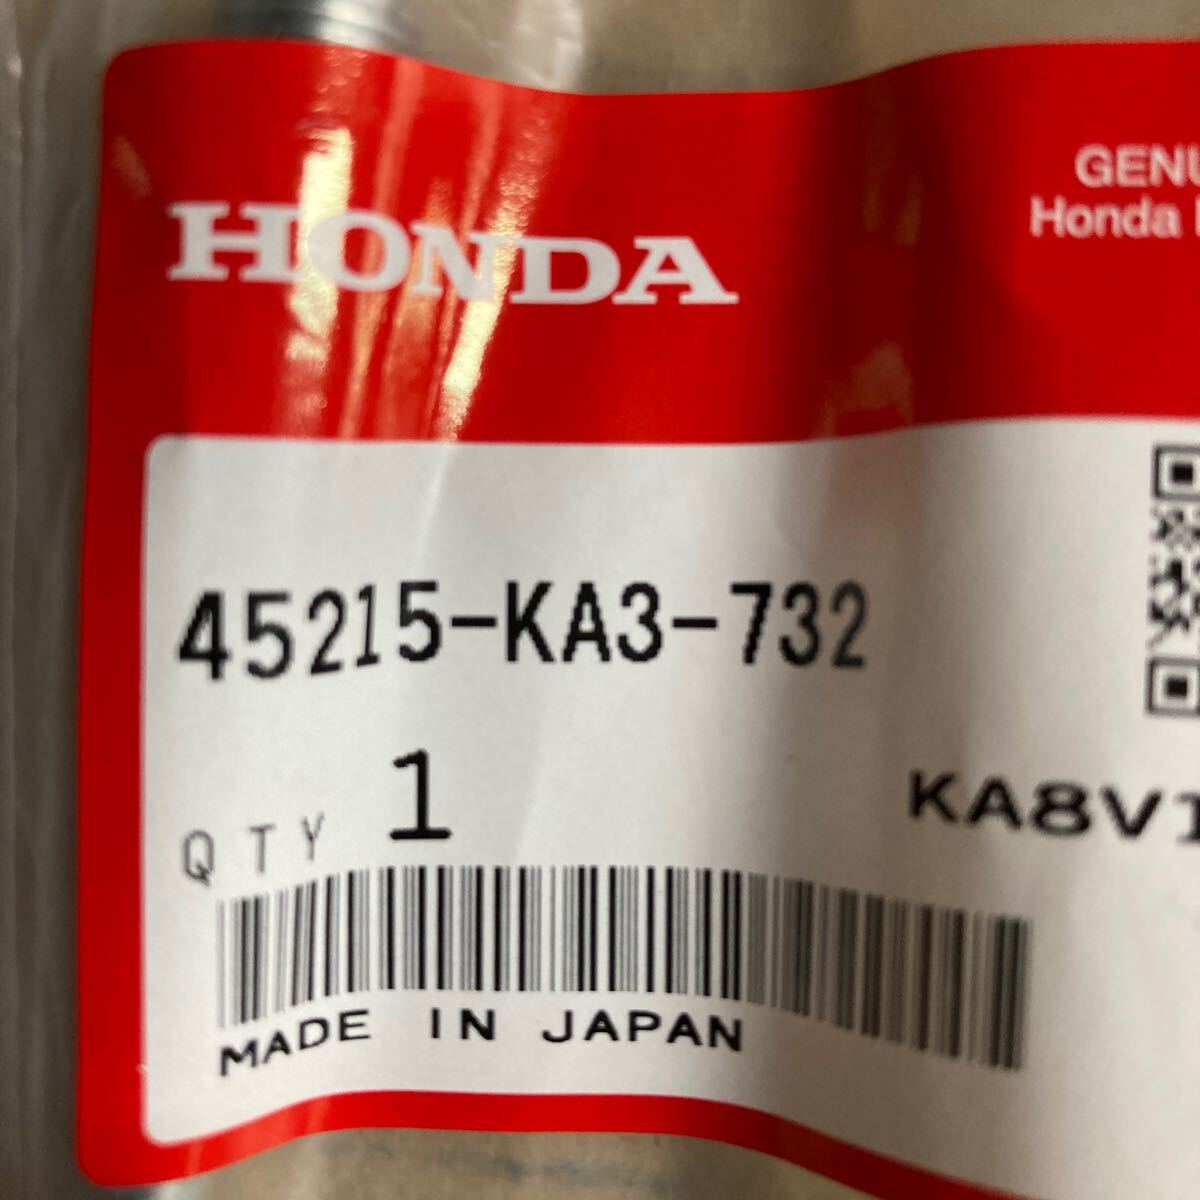 HONDA
GENU
Honda
45215-KA3-732
QTY 1
KA8V1
MADE IN JAPAN